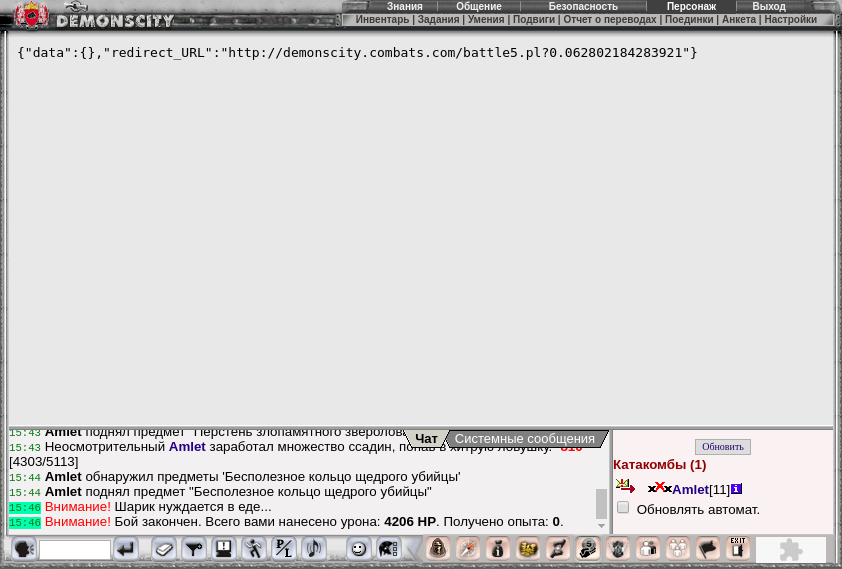 DEMONSCITY
Знания Общение Безопасность Персонаж Выход
Инвентарь | Задания | Умения | Подвиги | Отчет о переводах | Поединки | Анкета | Настройки
{"data":{},"redirect_URL":"http://demonscity.combats.com/battle5.pl?0.062802184283921"}
15:43 Amlet поднял предмет "Перстень злопамятного
Чат Системные сообщения
15:43 Неосмотрительный Amlet заработал множество ссадин, попав в хитрую ловушку. -810
[4303/5113]
15:44 Amlet обнаружил предметы 'Бесполезное кольцо щедрого убийцы'
15:44 Amlet поднял предмет "Бесполезное кольцо щедрого убийцы"
15:46 Внимание! Шарик нуждается в еде...
15:46 Внимание! Бой закончен. Всего вами нанесено урона: 4206 HP. Получено опыта: 0.
Обновить
Катакомбы (1)
Amlet[11]
Обновлять автомат.
P/L
EXIT